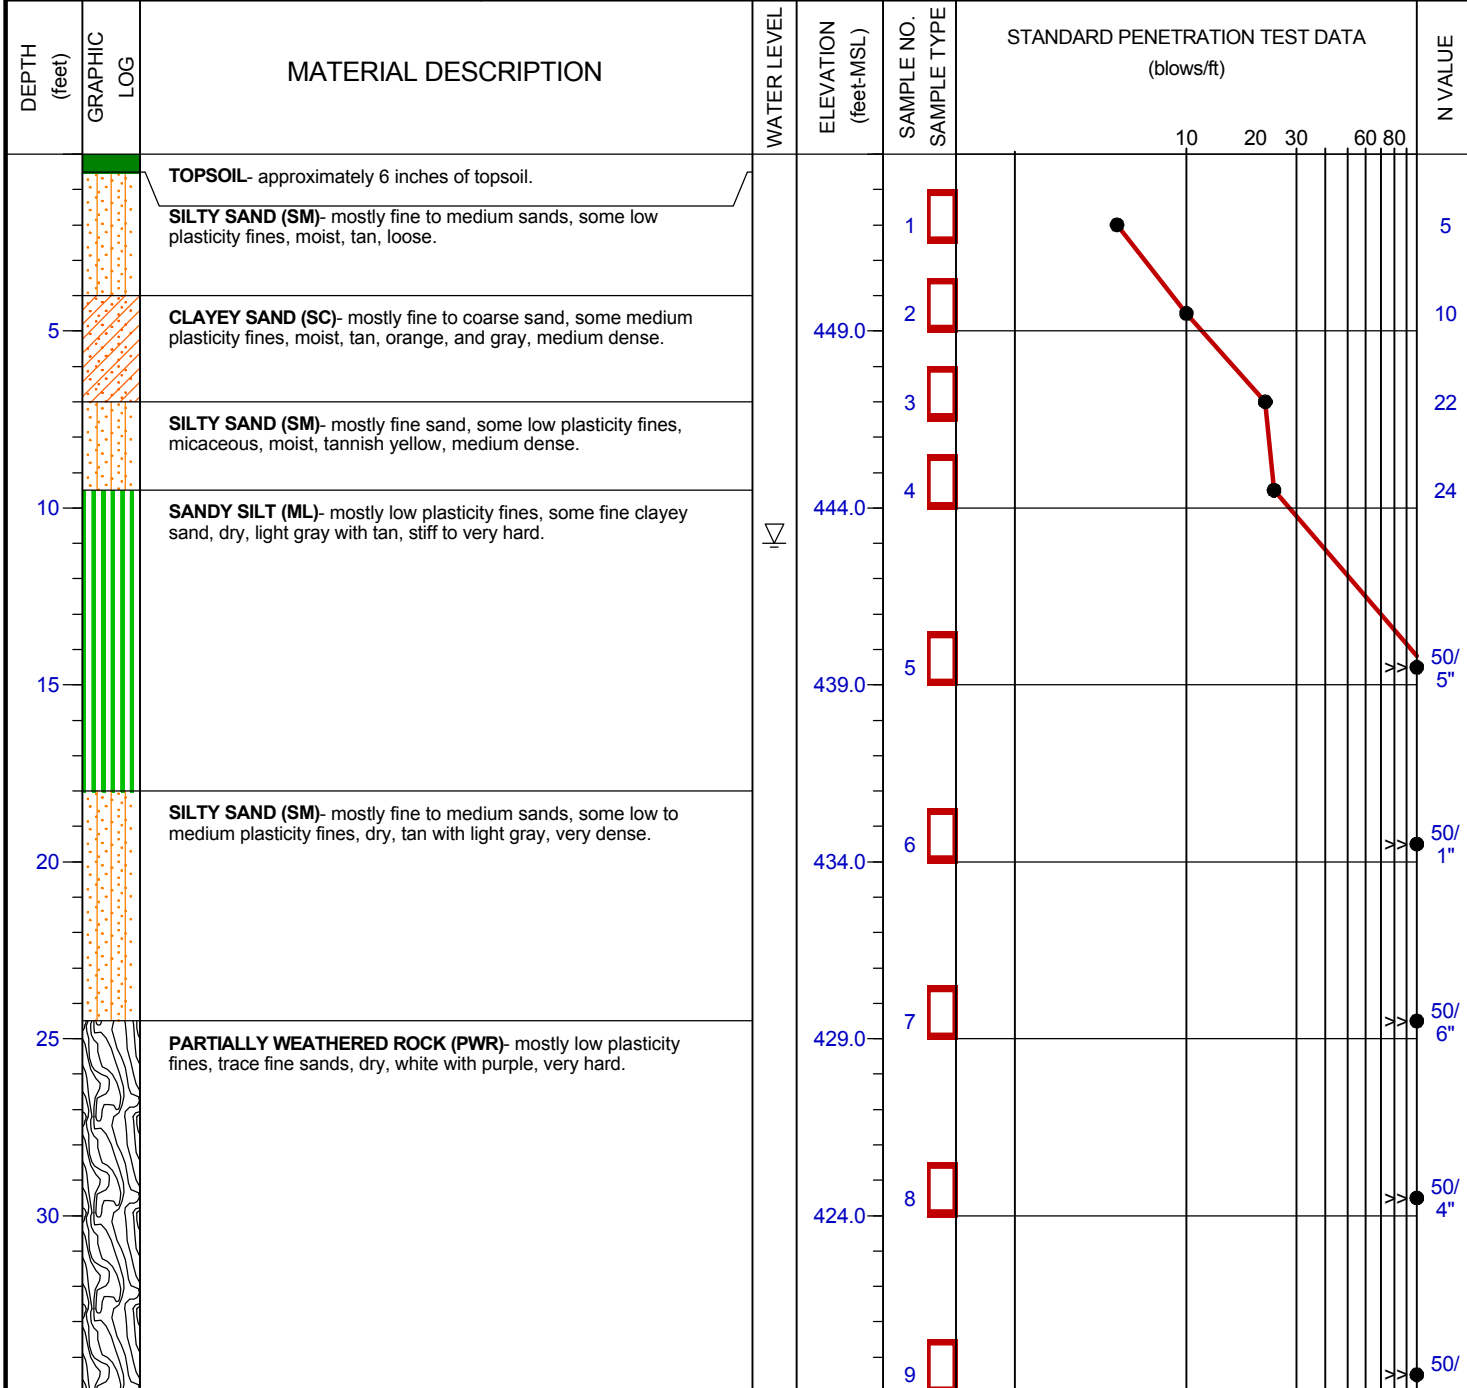 DEPTH
(feet)
GRAPHIC
LOG
MATERIAL DESCRIPTION
WATER LEVEL
ELEVATION
(feet-MSL)
SAMPLE NO.
SAMPLE TYPE
STANDARD PENETRATION TEST DATA
(blows/ft)
N VALUE
10 20 30 60 80
TOPSOIL- approximately 6 inches of topsoil.
SILTY SAND (SM)- mostly fine to medium sands, some low
plasticity fines, moist, tan, loose.
1 5
CLAYEY SAND (SC)- mostly fine to coarse sand, some medium
plasticity fines, moist, tan, orange, and gray, medium dense.
2 10
5 449.0
3 22
SILTY SAND (SM)- mostly fine sand, some low plasticity fines,
micaceous, moist, tannish yellow, medium dense.
4 24
10 444.0
SANDY SILT (ML)- mostly low plasticity fines, some fine clayey
sand, dry, light gray with tan, stiff to very hard.
5 >> 50/
5"
15 439.0
SILTY SAND (SM)- mostly fine to medium sands, some low to
medium plasticity fines, dry, tan with light gray, very dense.
6 >> 50/
1"
20 434.0
7 >> 50/
6"
25 429.0
PARTIALLY WEATHERED ROCK (PWR)- mostly low plasticity
fines, trace fine sands, dry, white with purple, very hard.
8 >> 50/
4"
30 424.0
9 >> 50/